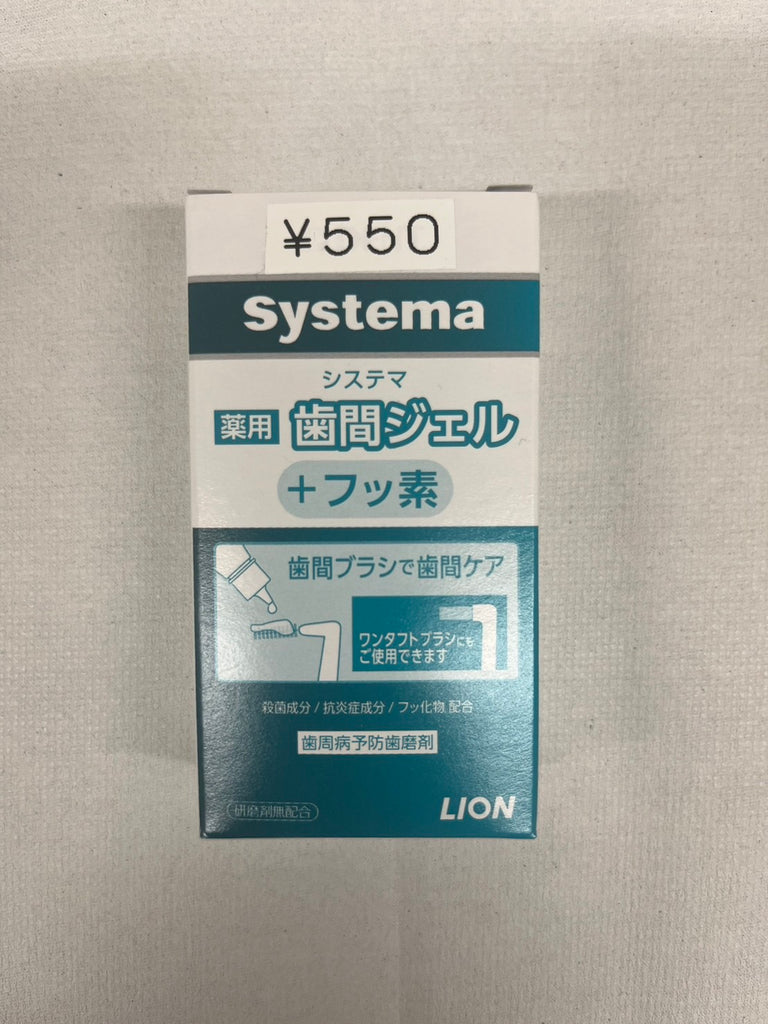 ¥550
Systema
システマ
薬用 歯間ジェル
+フッ素
歯間ブラシで歯間ケア
ワンタフトブラシにも
ご使用できます
殺菌成分/抗炎症成分/フッ化物 配合
歯周病予防歯磨剤
研磨剤無配合
LION